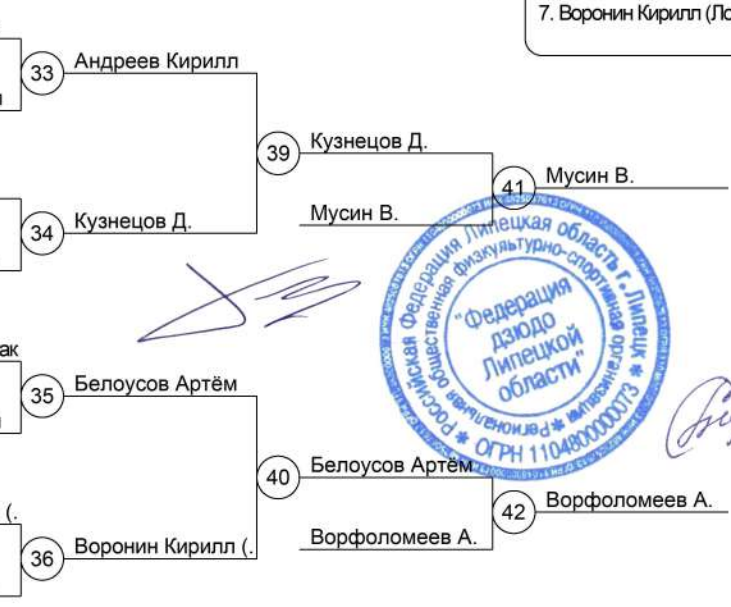 7. Воронин Кирилл (Ло
33 Андреев Кирилл
39 Кузнецов Д.
41 Мусин В.
Мусин В.
34 Кузнецов Д.
Российская Федерация Липецкая область г. Липецк
ОГРН 1104800000073
Региональная общественная физкультурно-спортивная организация
"Федерация
дзюдо
Липецкой
области"
ак
35 Белоусов Артём
40 Белоусов Артём
42 Ворфоломеев А.
Ворфоломеев А.
(.
36 Воронин Кирилл (.